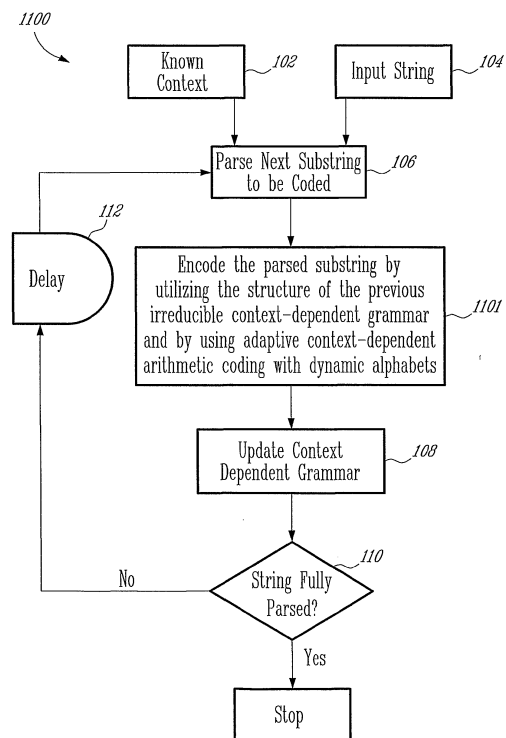 1100
Known
Context
102
Input String
104
Parse Next Substring
to be Coded
106
112
Delay
Encode the parsed substring by
utilizing the structure of the previous
irreducible context-dependent grammar
and by using adaptive context-dependent
arithmetic coding with dynamic alphabets
1101
Update Context
Dependent Grammar
108
110
String Fully
Parsed?
No
Yes
Stop